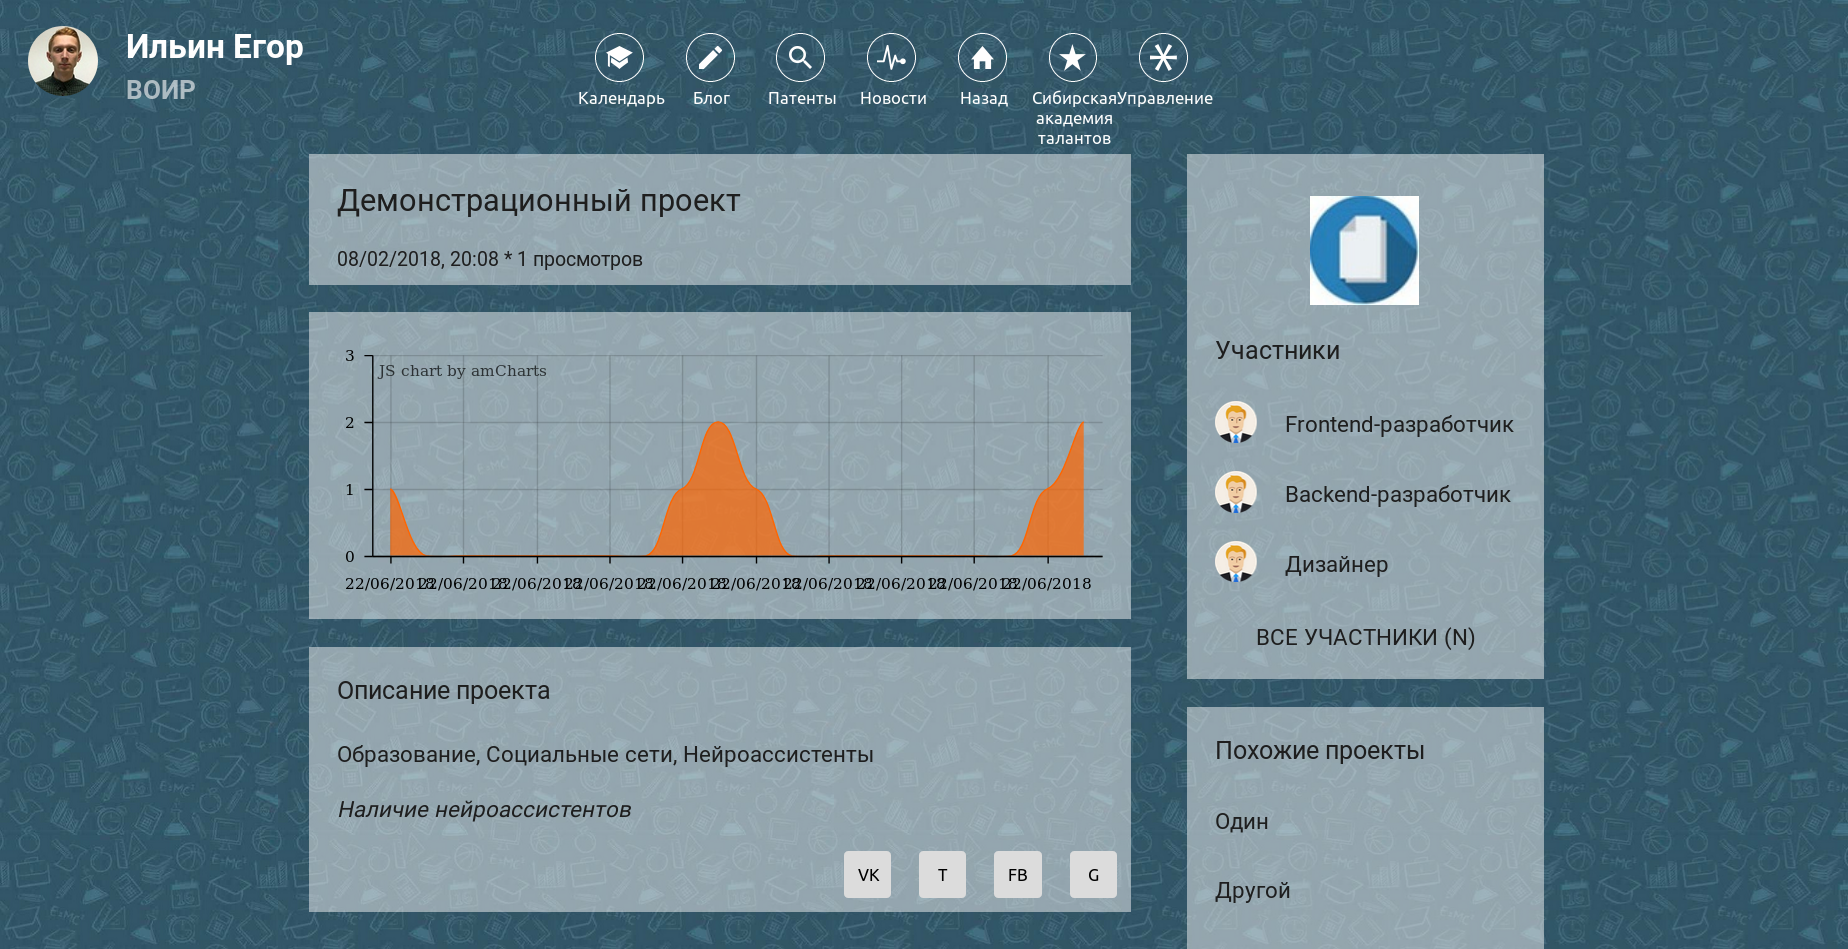 Ильин Егор
ВОИР
Календарь
Блог
Патенты
Новости
Назад
Сибирская
академия
талантов
Управление
Демонстрационный проект
08/02/2018, 20:08 * 1 просмотров
3
JS chart by amCharts
2
1
0
22/06/2018 22/06/2018 22/06/2018 22/06/2018 22/06/2018 22/06/2018 22/06/2018 22/06/2018 22/06/2018 22/06/2018
Описание проекта
Образование, Социальные сети, Нейроассистенты
Наличие нейроассистентов
VK
T
FB
G
Участники
Frontend-разработчик
Backend-разработчик
Дизайнер
ВСЕ УЧАСТНИКИ (N)
Похожие проекты
Один
Другой